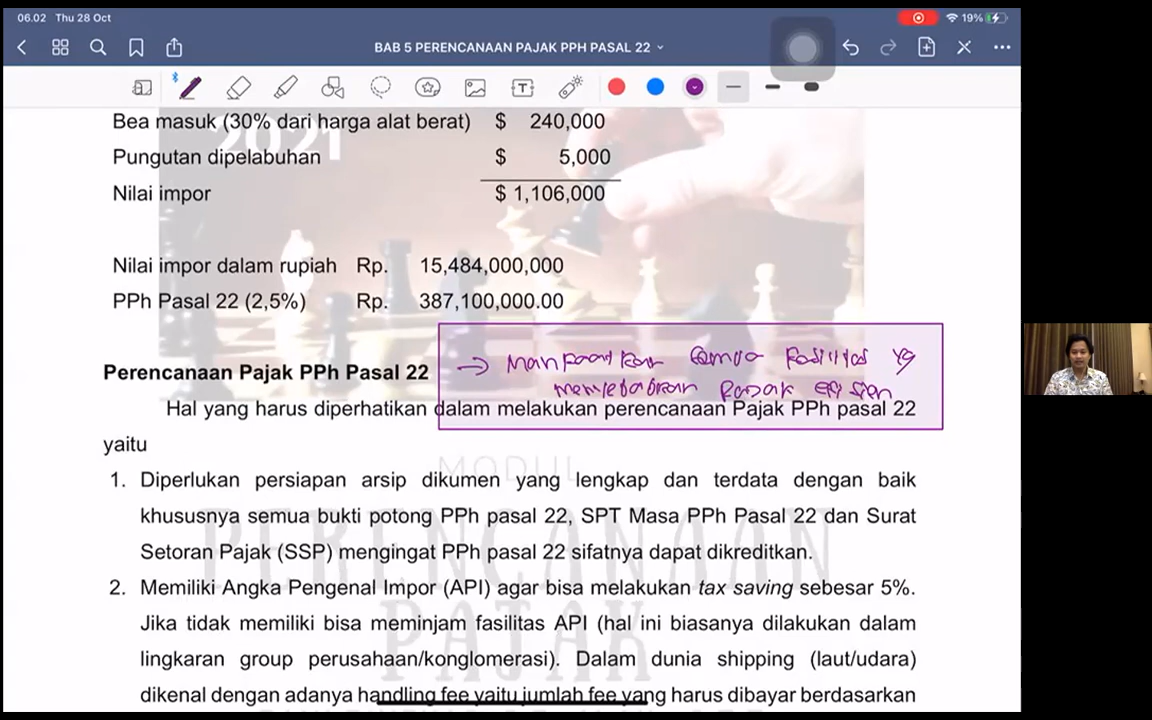 06.02 Thu 28 Oct
19%
BAB 5 PERENCANAAN PAJAK PPH PASAL 22
2021
Bea masuk (30% dari harga alat berat) $ 240,000
Pungutan dipelabuhan $ 5,000
Nilai impor $ 1,106,000
Nilai impor dalam rupiah Rp. 15,484,000,000
PPh Pasal 22 (2,5%) Rp. 387,100,000.00
→ Manfaatkan semua fasilitas yg
menyebabkan pajak efisien
Perencanaan Pajak PPh Pasal 22
Hal yang harus diperhatikan dalam melakukan perencanaan Pajak PPh pasal 22
yaitu
MODUL
1. Diperlukan persiapan arsip dikumen yang lengkap dan terdata dengan baik
khususnya semua bukti potong PPh pasal 22, SPT Masa PPh Pasal 22 dan Surat
Setoran Pajak (SSP) mengingat PPh pasal 22 sifatnya dapat dikreditkan.
PERENCANAAN
2. Memiliki Angka Pengenal Impor (API) agar bisa melakukan tax saving sebesar 5%.
Jika tidak memiliki bisa meminjam fasilitas API (hal ini biasanya dilakukan dalam
PAJAK
lingkaran group perusahaan/konglomerasi). Dalam dunia shipping (laut/udara)
dikenal dengan adanya handling fee yaitu jumlah fee yang harus dibayar berdasarkan